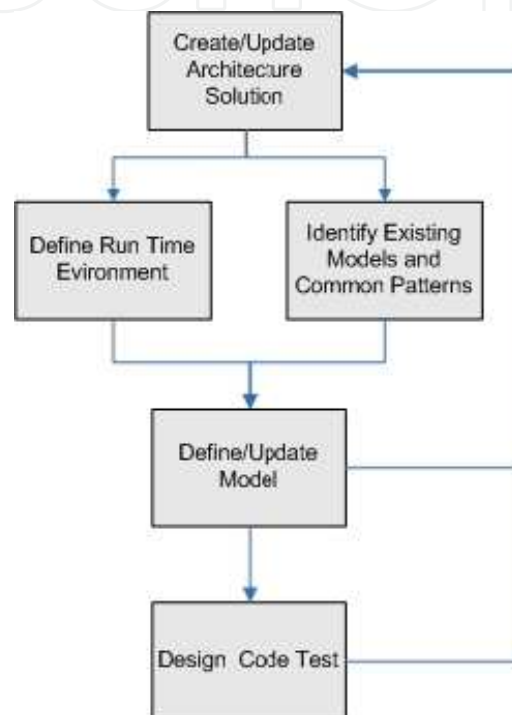 Create/Update
Architecture
Solution
Define Run Time
Evironment
Identify Existing
Models and
Common Patterns
Define/Update
Model
Design Code Test